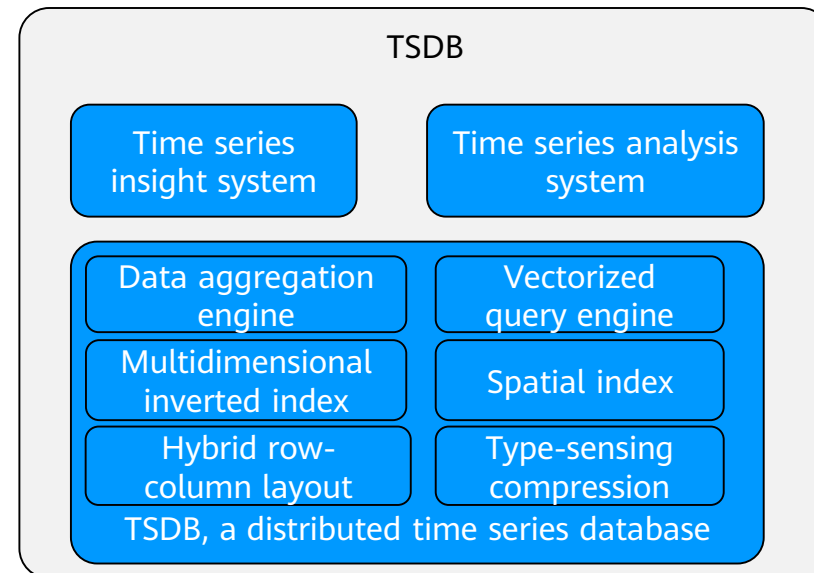 TSDB
Time series
insight system
Time series analysis
system
Data aggregation
engine
Vectorized
query engine
Multidimensional
inverted index
Spatial index
Hybrid row-
column layout
Type-sensing
compression
TSDB, a distributed time series database